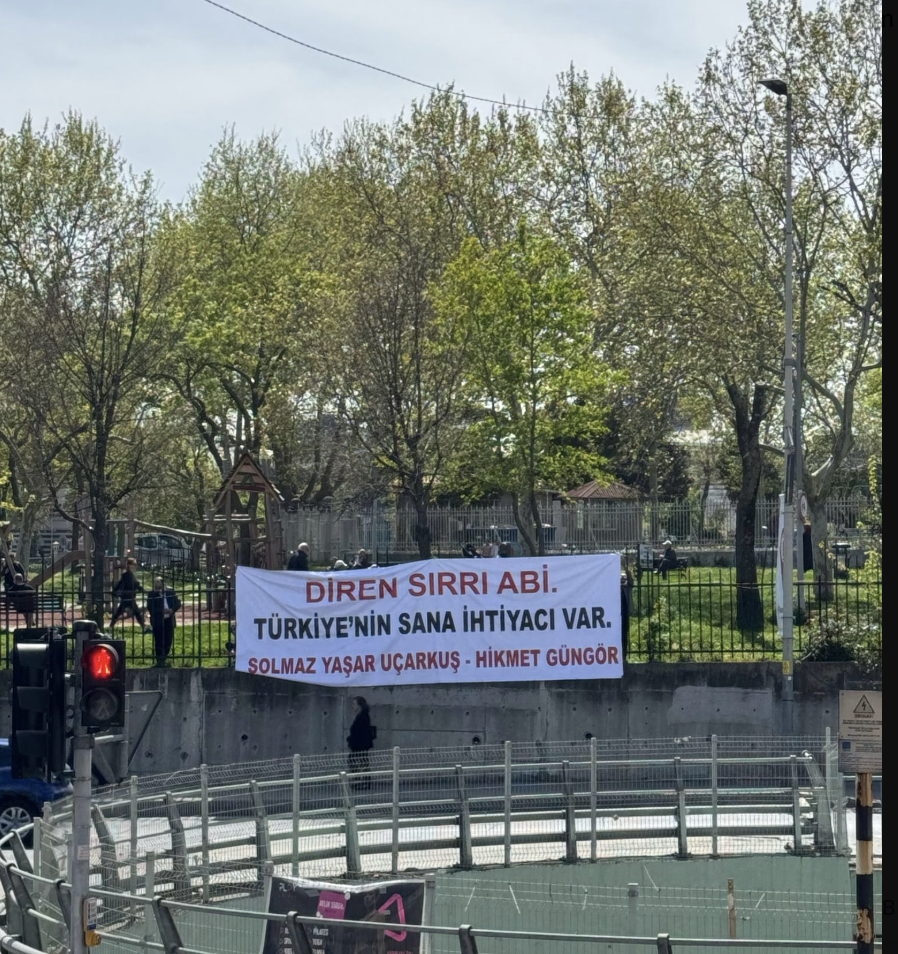 DİREN SIRRI ABİ.
TÜRKİYE'NİN SANA İHTİYACI VAR.
SOLMAZ YAŞAR UÇARKUŞ - HİKMET GÜNGÖR